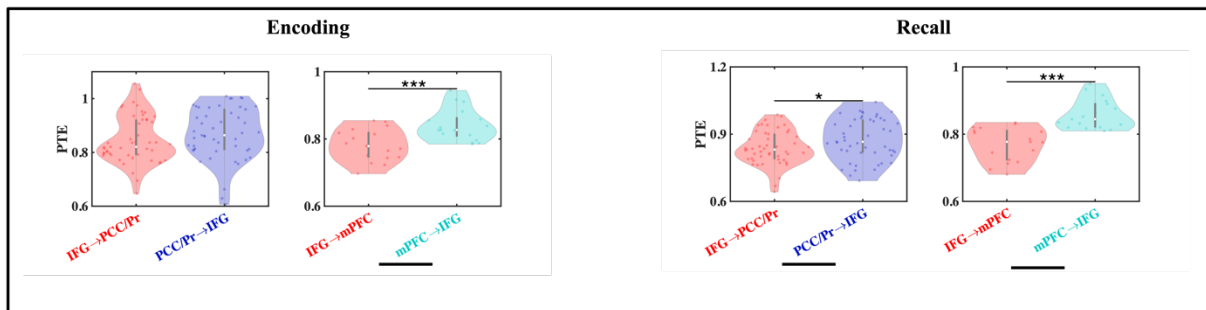 Encoding
Recall
PTE
1
0.8
0.6
IFG→PCC/Pr
PCC/Pr→IFG
1
0.8
0.6
***
IFG→mPFC
mPFC→IFG
PTE
1.2
0.9
0.6
*
IFG→PCC/Pr
PCC/Pr→IFG
1
0.8
0.6
***
IFG→mPFC
mPFC→IFG